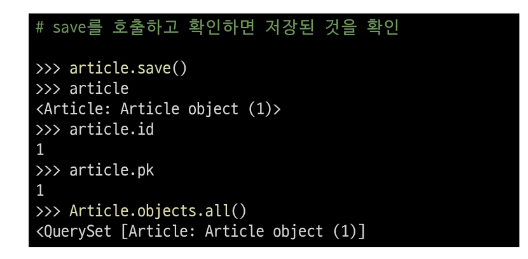 # save를 호출하고 확인하면 저장된 것을 확인
>>> article.save()
>>> article
<Article: Article object (1)>
>>> article.id
1
>>> article.pk
1
>>> Article.objects.all()
<QuerySet [Article: Article object (1)]